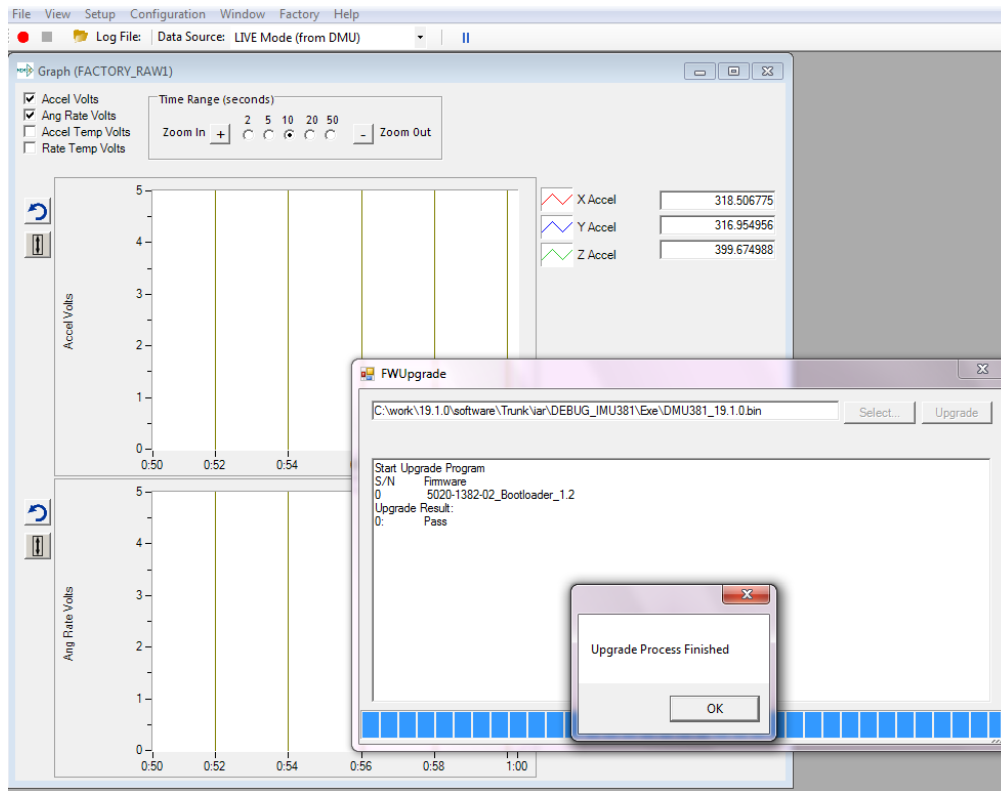 File View Setup Configuration Window Factory Help
Log File: Data Source: LIVE Mode (from DMU)
Graph (FACTORY_RAW1)
Accel Volts
Ang Rate Volts
Accel Temp Volts
Rate Temp Volts
Time Range (seconds)
2 5 10 20 50
Zoom In + - Zoom Out
5
4
3
2
1
0
Accel Volts
0:50 0:52 0:54
X Accel 318.506775
Y Accel 316.954956
Z Accel 399.674988
5
4
3
2
1
0
Ang Rate Volts
0:50 0:52 0:54 0:56 0:58 1:00
FWUpgrade
C:\work\19.1.0\software\Trunk\iar\DEBUG_IMU381\Exe\DMU381_19.1.0.bin Select... Upgrade
Start Upgrade Program
S/N Firmware
0 5020-1382-02_Bootloader_1.2
Upgrade Result:
0: Pass
Upgrade Process Finished
OK